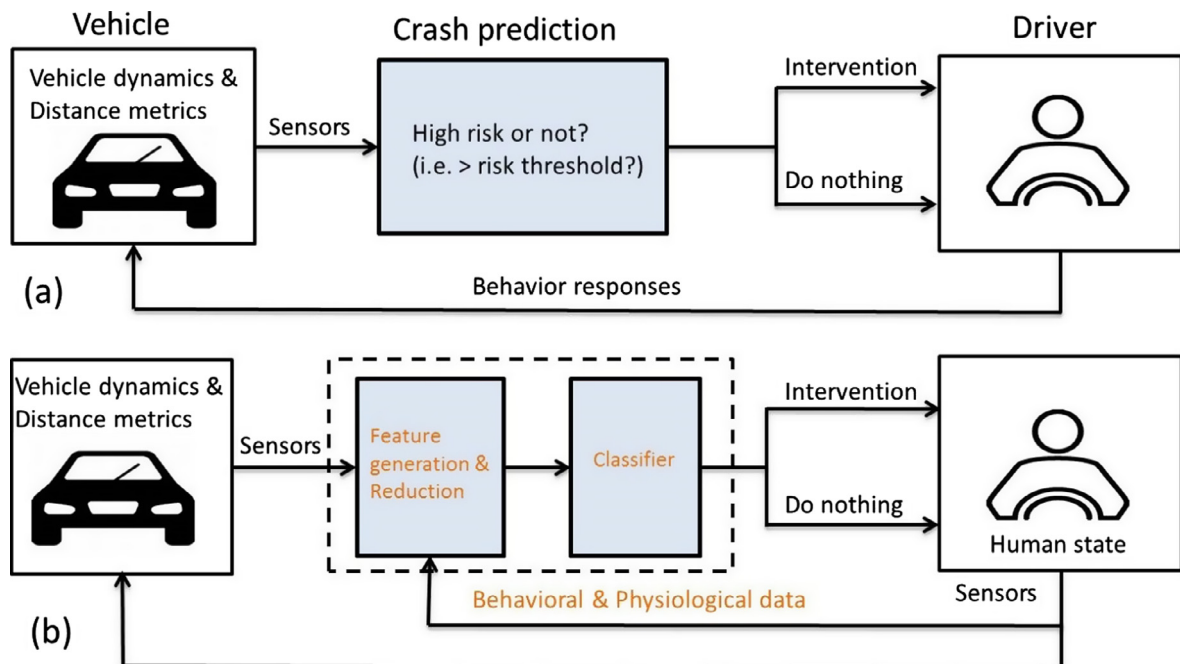 Vehicle
Crash prediction
Driver
Vehicle dynamics &
Distance metrics
Sensors
High risk or not?
(i.e. > risk threshold?)
Intervention
Do nothing
Behavior responses
(a)
Vehicle dynamics &
Distance metrics
Sensors
Feature
generation &
Reduction
Classifier
Intervention
Do nothing
Human state
Sensors
Behavioral & Physiological data
(b)